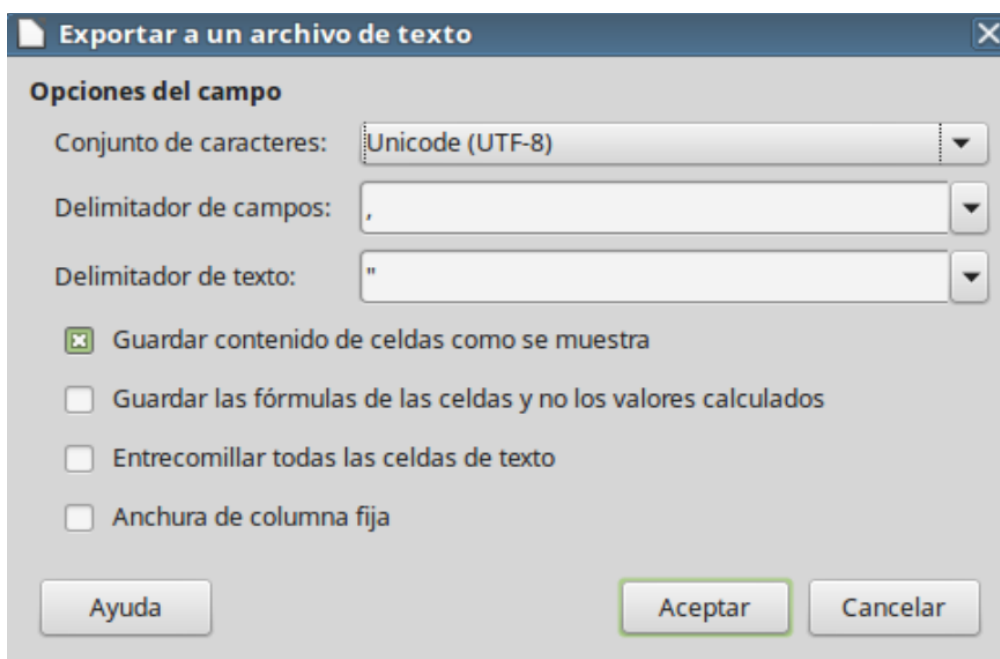 Exportar a un archivo de texto
Opciones del campo
Conjunto de caracteres: Unicode (UTF-8)
Delimitador de campos: ,
Delimitador de texto: "
Guardar contenido de celdas como se muestra
Guardar las fórmulas de las celdas y no los valores calculados
Entrecomillar todas las celdas de texto
Anchura de columna fija
Ayuda Aceptar Cancelar